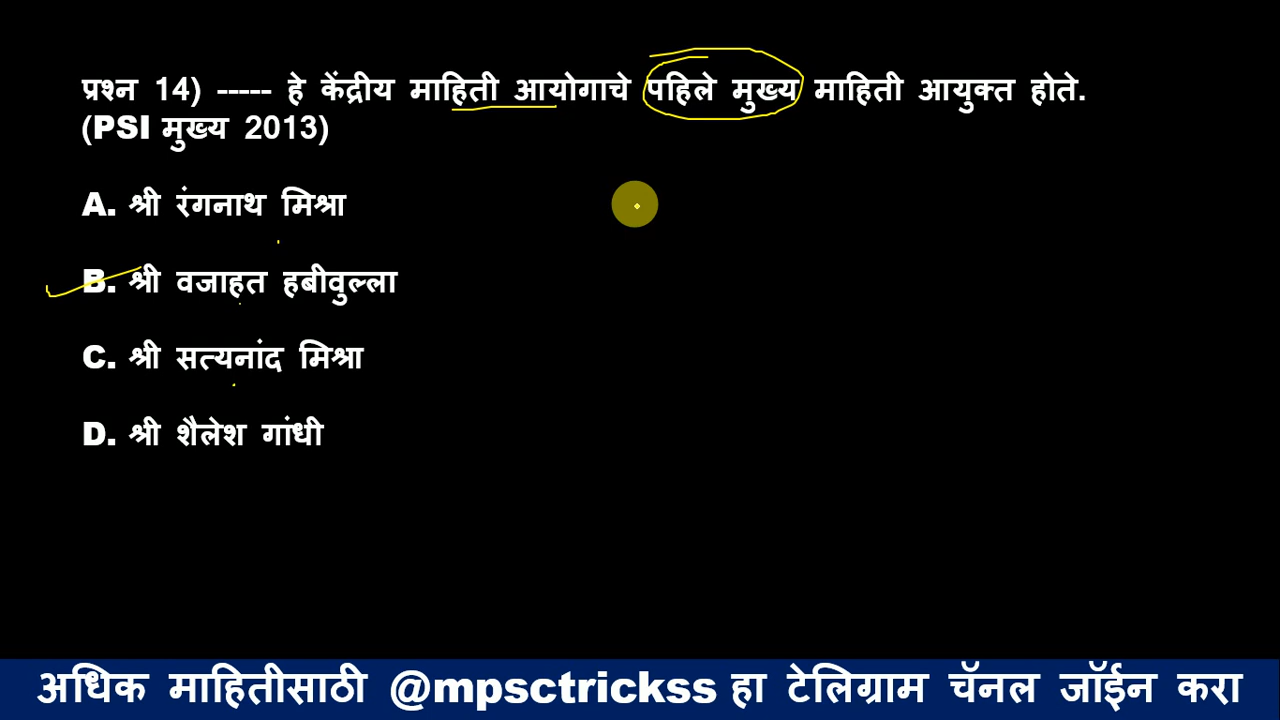 प्रश्न 14) ----- हे केंद्रीय माहिती आयोगाचे पहिले मुख्य माहिती आयुक्त होते.
(PSI मुख्य 2013)
A. श्री रंगनाथ मिश्रा
B. श्री वजाहत हबीवुल्ला
C. श्री सत्यनांद मिश्रा
D. श्री शैलेश गांधी
अधिक माहितीसाठी @mpsctrickss हा टेलिग्राम चॅनल जॉईन करा